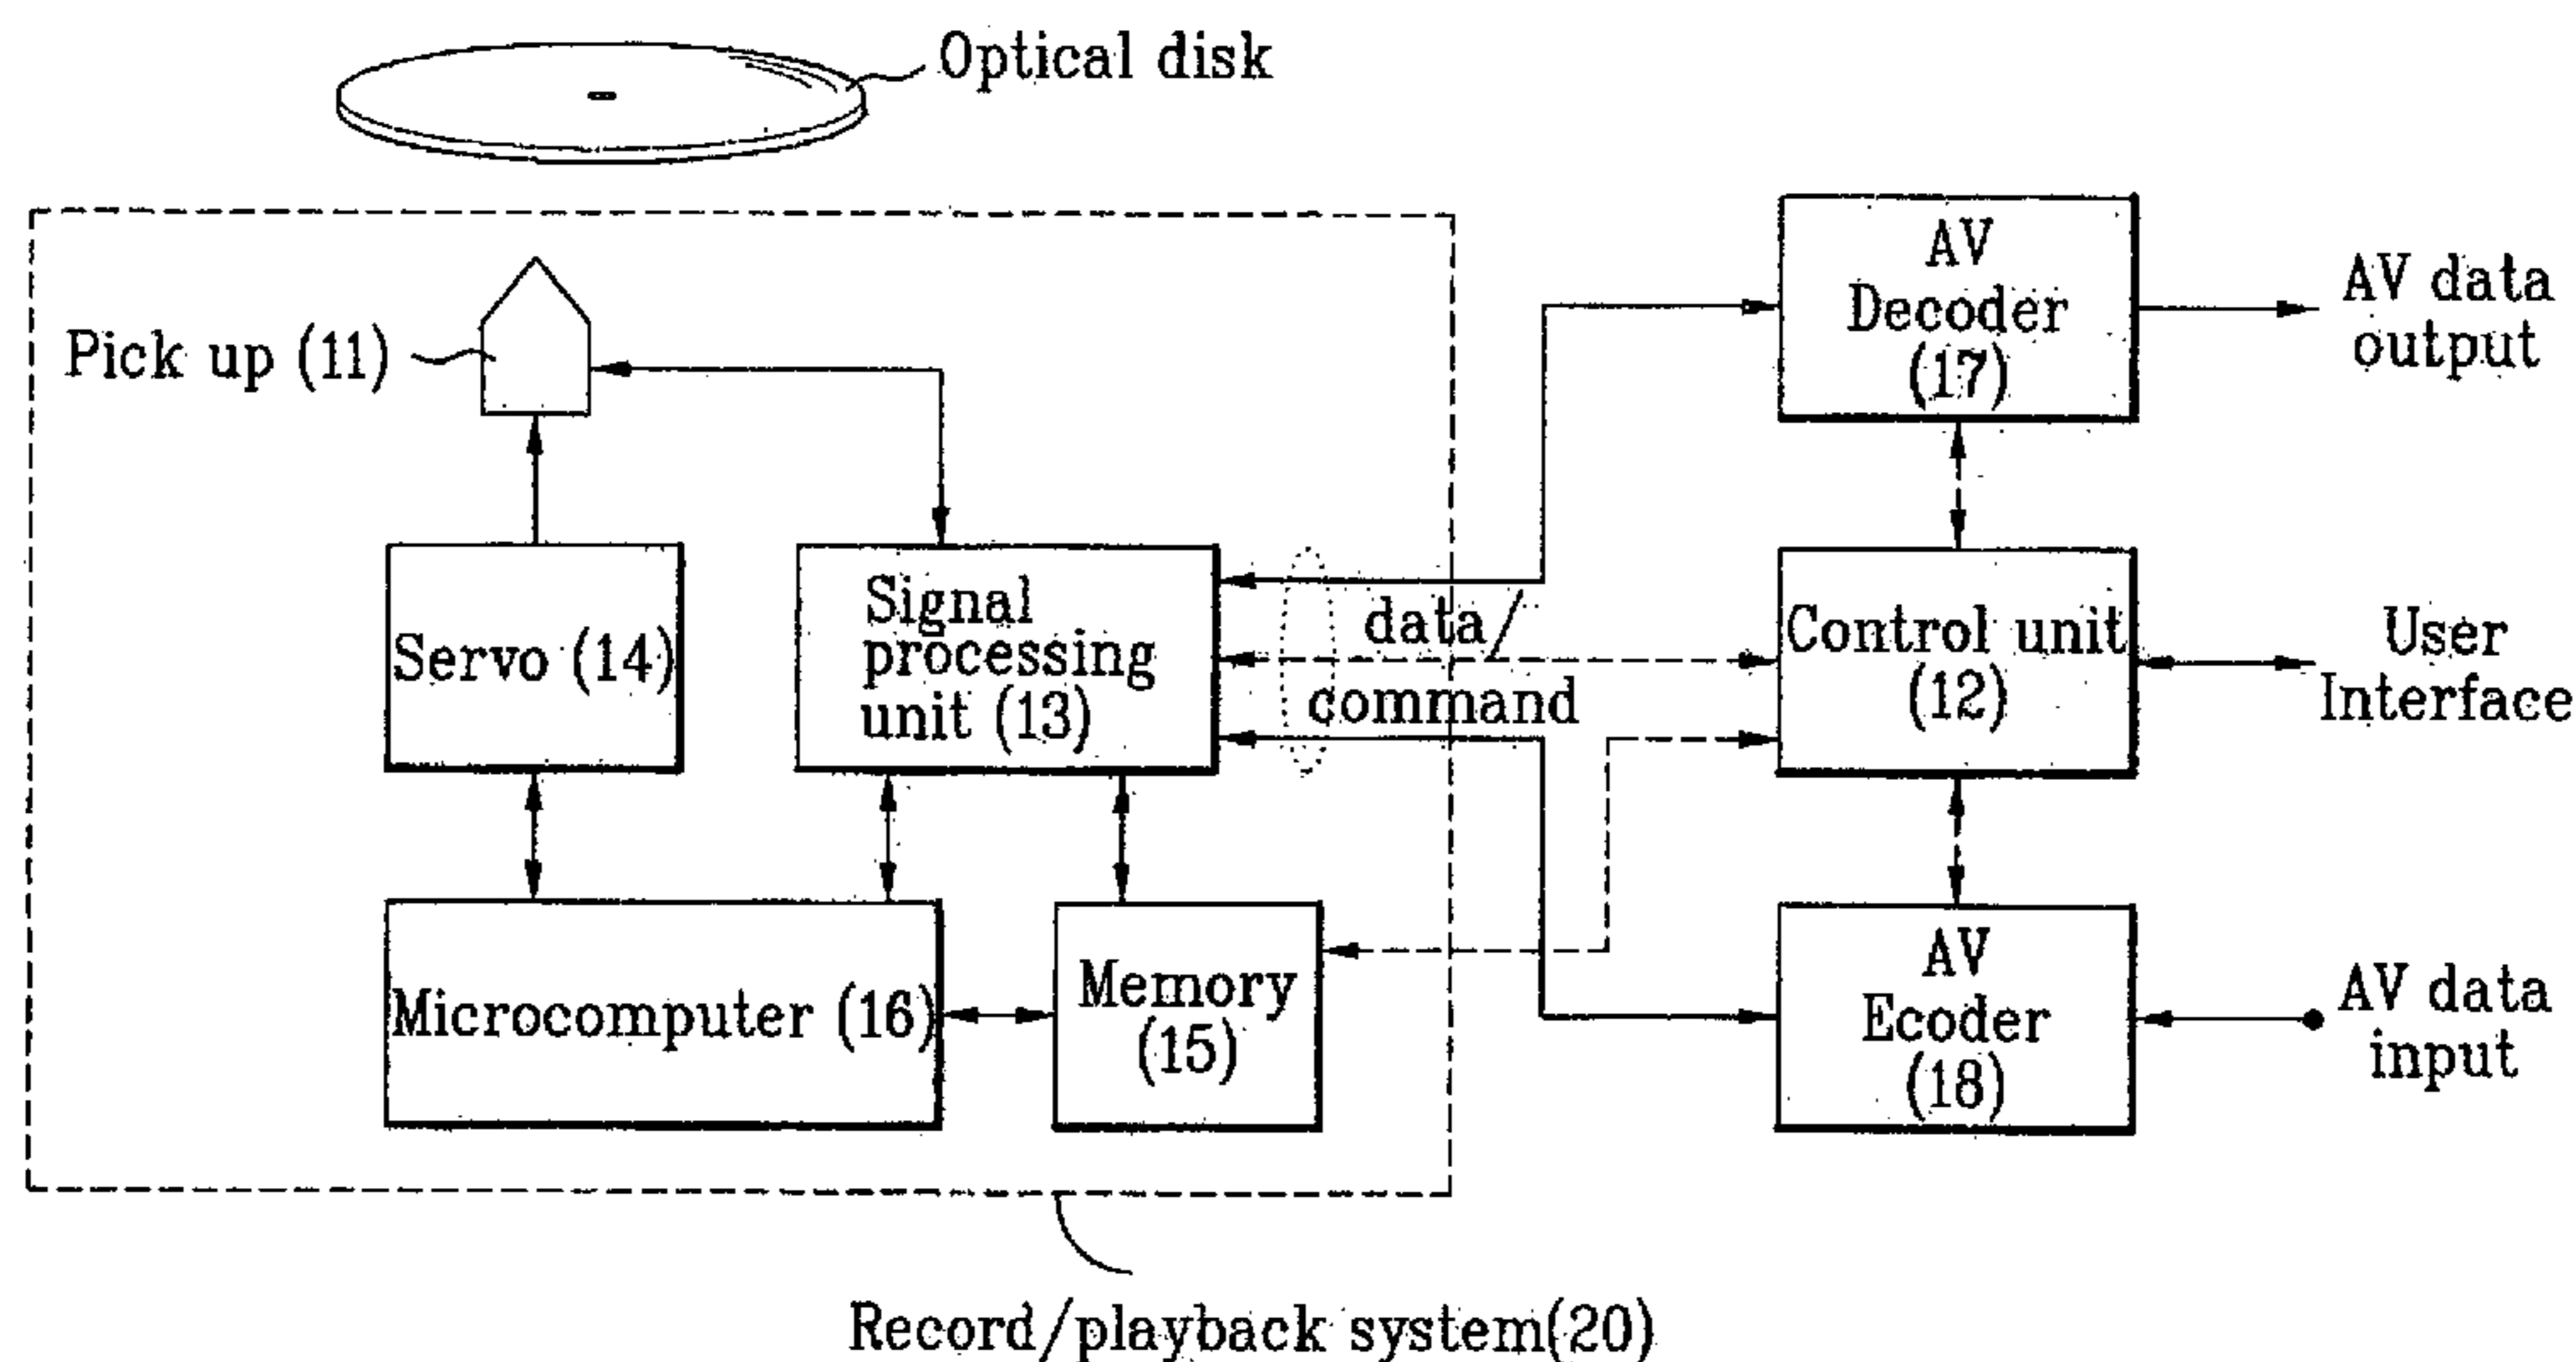 Optical disk
Pick up (11)
AV
Decoder
(17)
AV data
output
Servo (14)
Signal
processing
unit (13)
data/
command
Control unit
(12)
User
Interface
Microcomputer (16)
Memory
(15)
AV
Ecoder
(18)
AV data
input
Record/playback system(20)